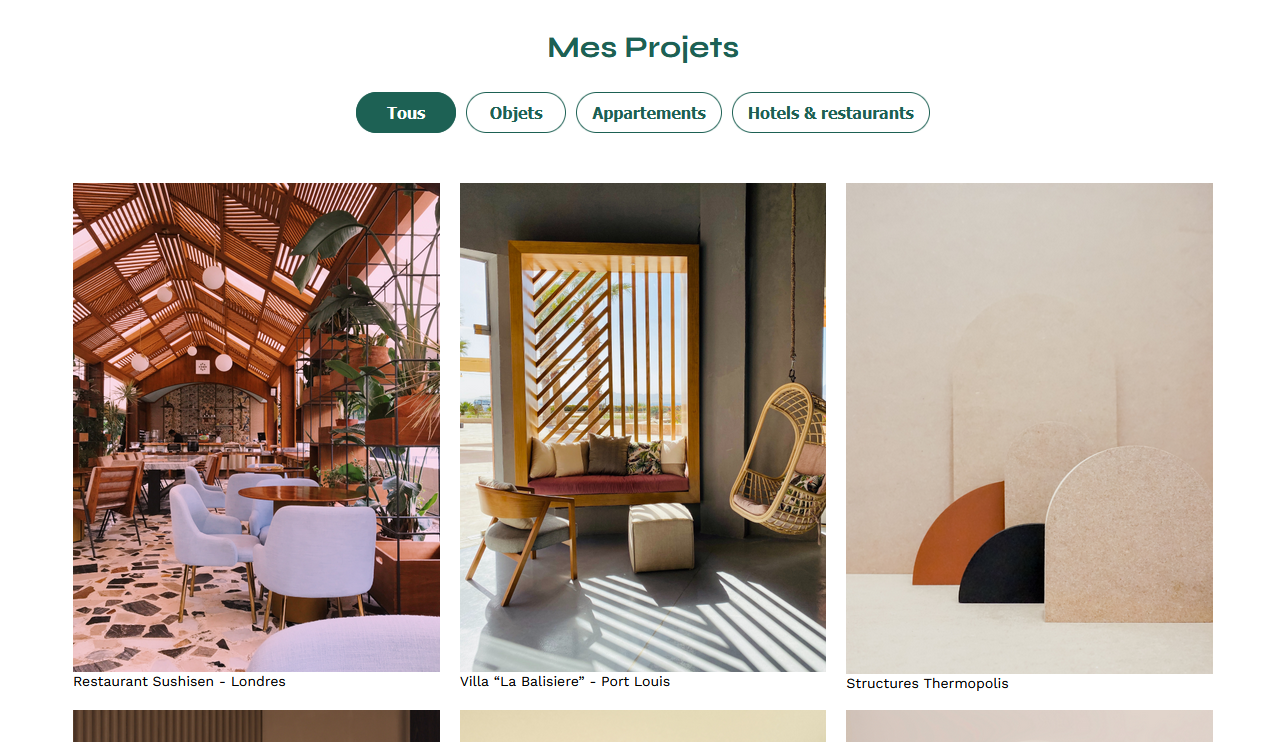 Mes Projets
Tous
Objets
Appartements
Hotels & restaurants
Restaurant Sushisen - Londres
Villa “La Balisiere” - Port Louis
Structures Thermopolis